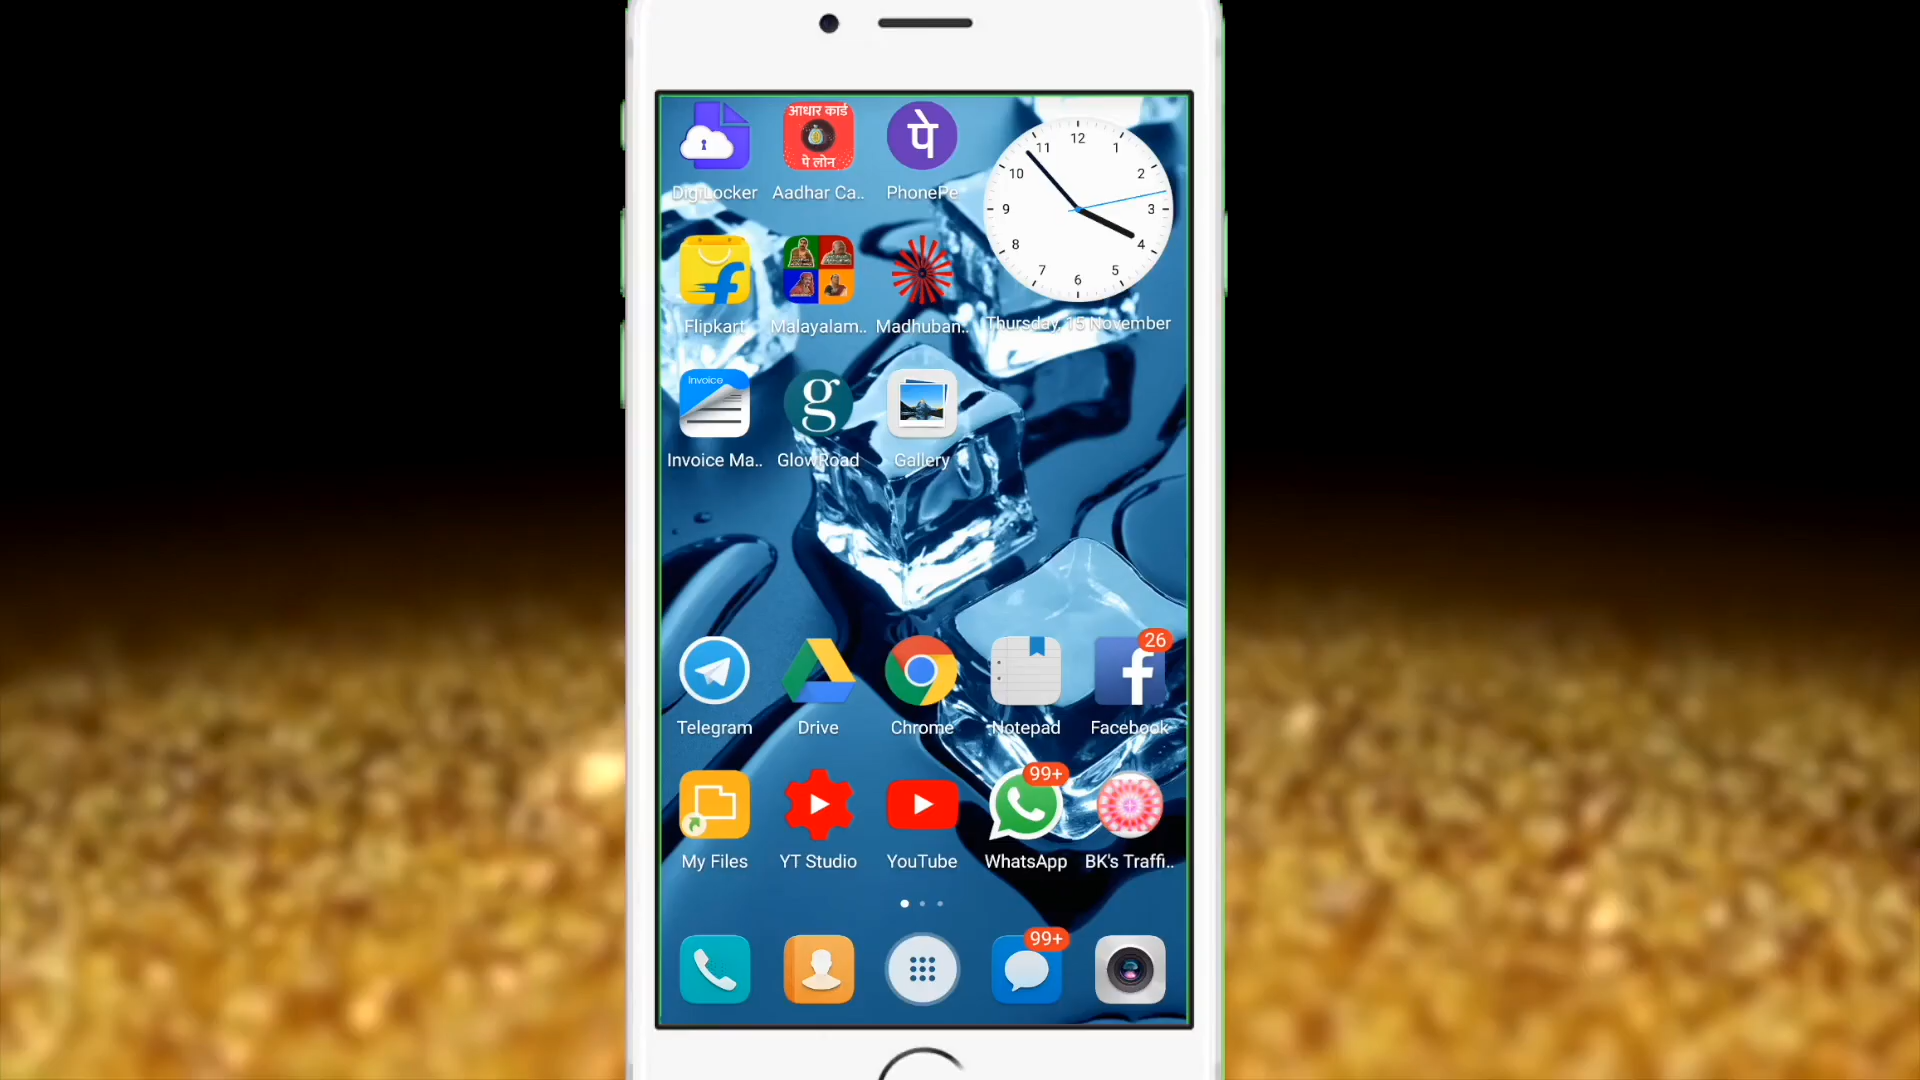 आधार कार्ड
पे लोन
पे
DigiLocker
Aadhar Ca..
PhonePe
12
1
2
3
4
5
6
7
8
9
10
11
Flipkart
Malayalam..
Madhuban..
Thursday, 15 November
Invoice
g
Invoice Ma..
GlowRoad
Gallery
26
Telegram
Drive
Chrome
Notepad
Facebook
99+
My Files
YT Studio
YouTube
WhatsApp
BK's Traffi..
99+